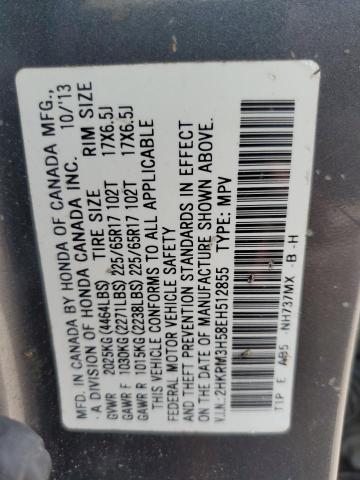 MFD. IN CANADA BY HONDA OF CANADA MFG.,
A DIVISION OF HONDA CANADA INC. 10/'13
TIRE SIZE RIM SIZE
GVWR 2025KG (4464LBS)
GAWR F 1030KG (2271LBS) 225/65R17 102T 17X6.5J
GAWR R 1015KG (2238LBS) 225/65R17 102T 17X6.5J
THIS VEHICLE CONFORMS TO ALL APPLICABLE
FEDERAL MOTOR VEHICLE SAFETY
AND THEFT PREVENTION STANDARDS IN EFFECT
ON THE DATE OF MANUFACTURE SHOWN ABOVE.
V.I.N.: 2HKRM3H58EH512855 TYPE: MPV
T1P E AB5 NH737MX -B -H